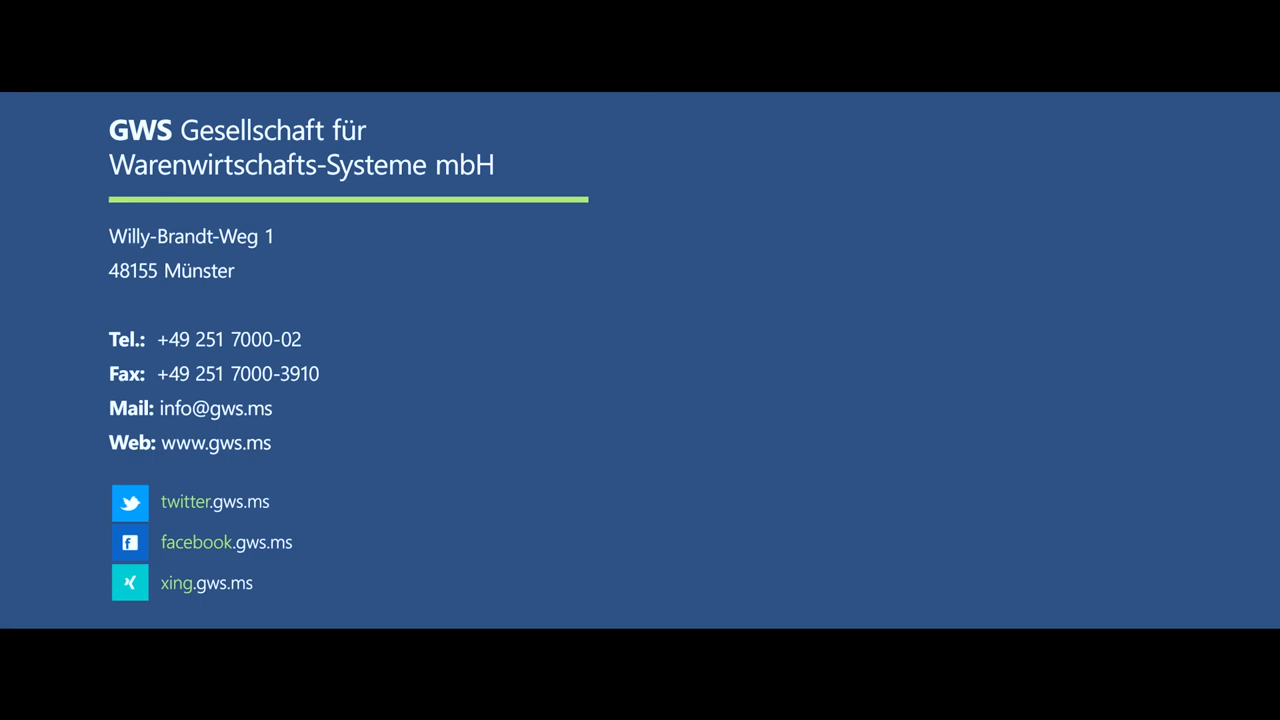 GWS Gesellschaft für
Warenwirtschafts-Systeme mbH
Willy-Brandt-Weg 1
48155 Münster
Tel.: +49 251 7000-02
Fax: +49 251 7000-3910
Mail: info@gws.ms
Web: www.gws.ms
twitter.gws.ms
facebook.gws.ms
xing.gws.ms